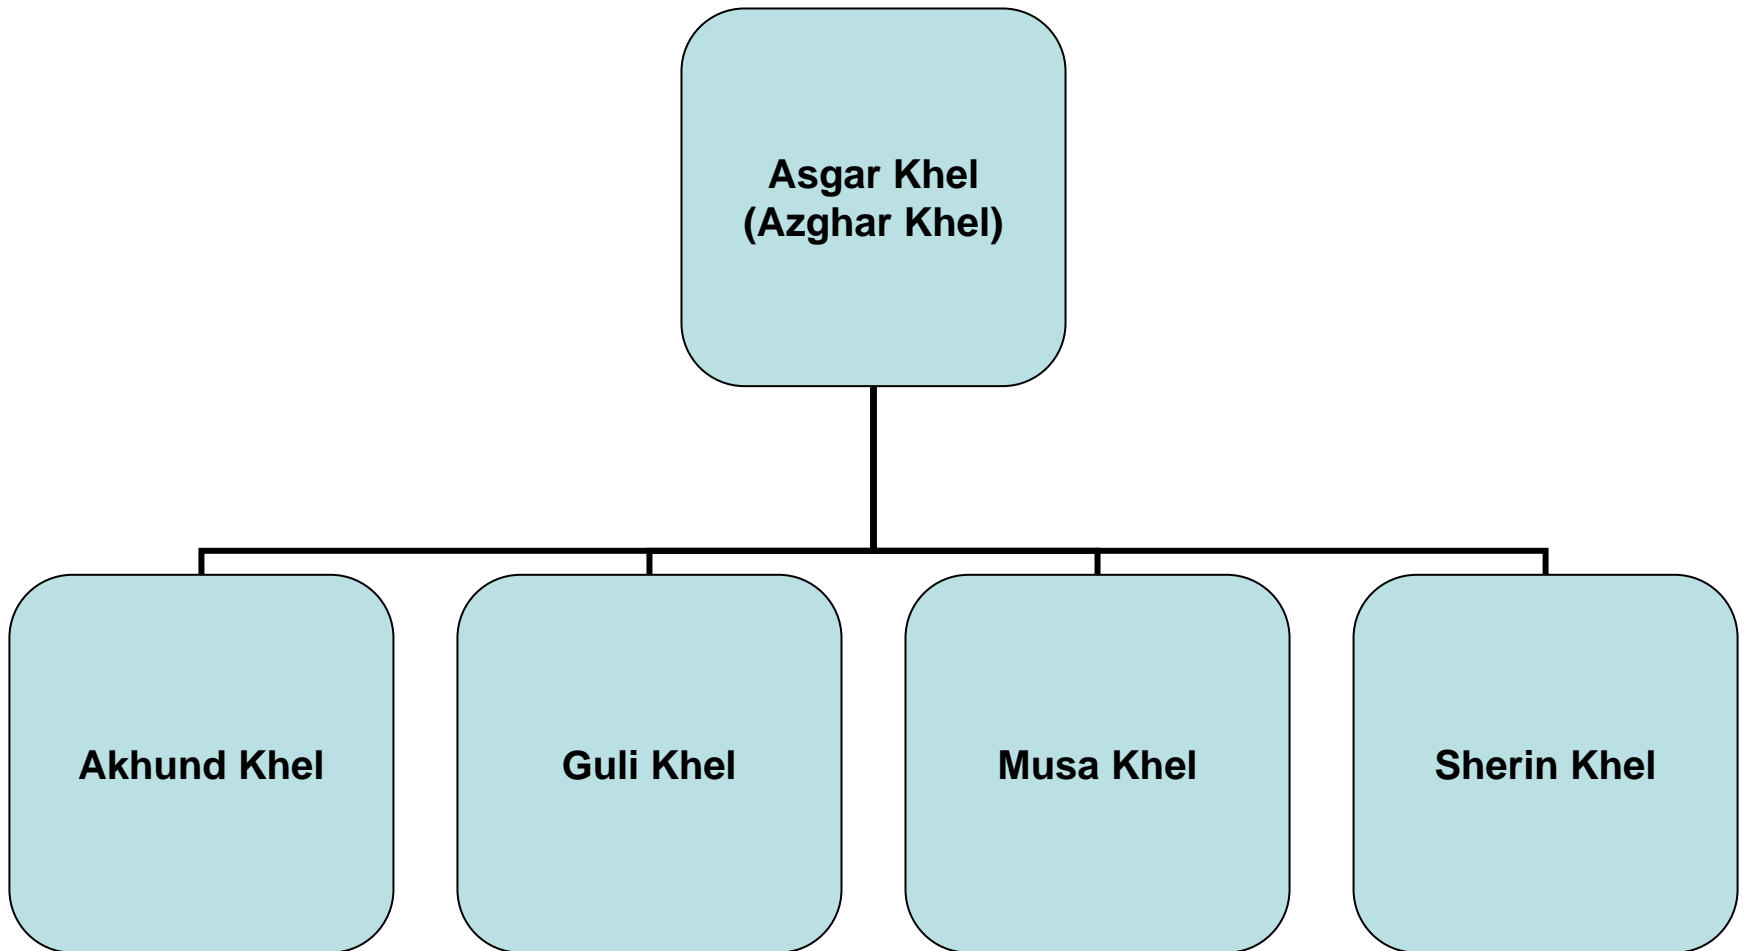 Asgar Khel
(Azghar Khel)
Akhund Khel
Guli Khel
Musa Khel
Sherin Khel